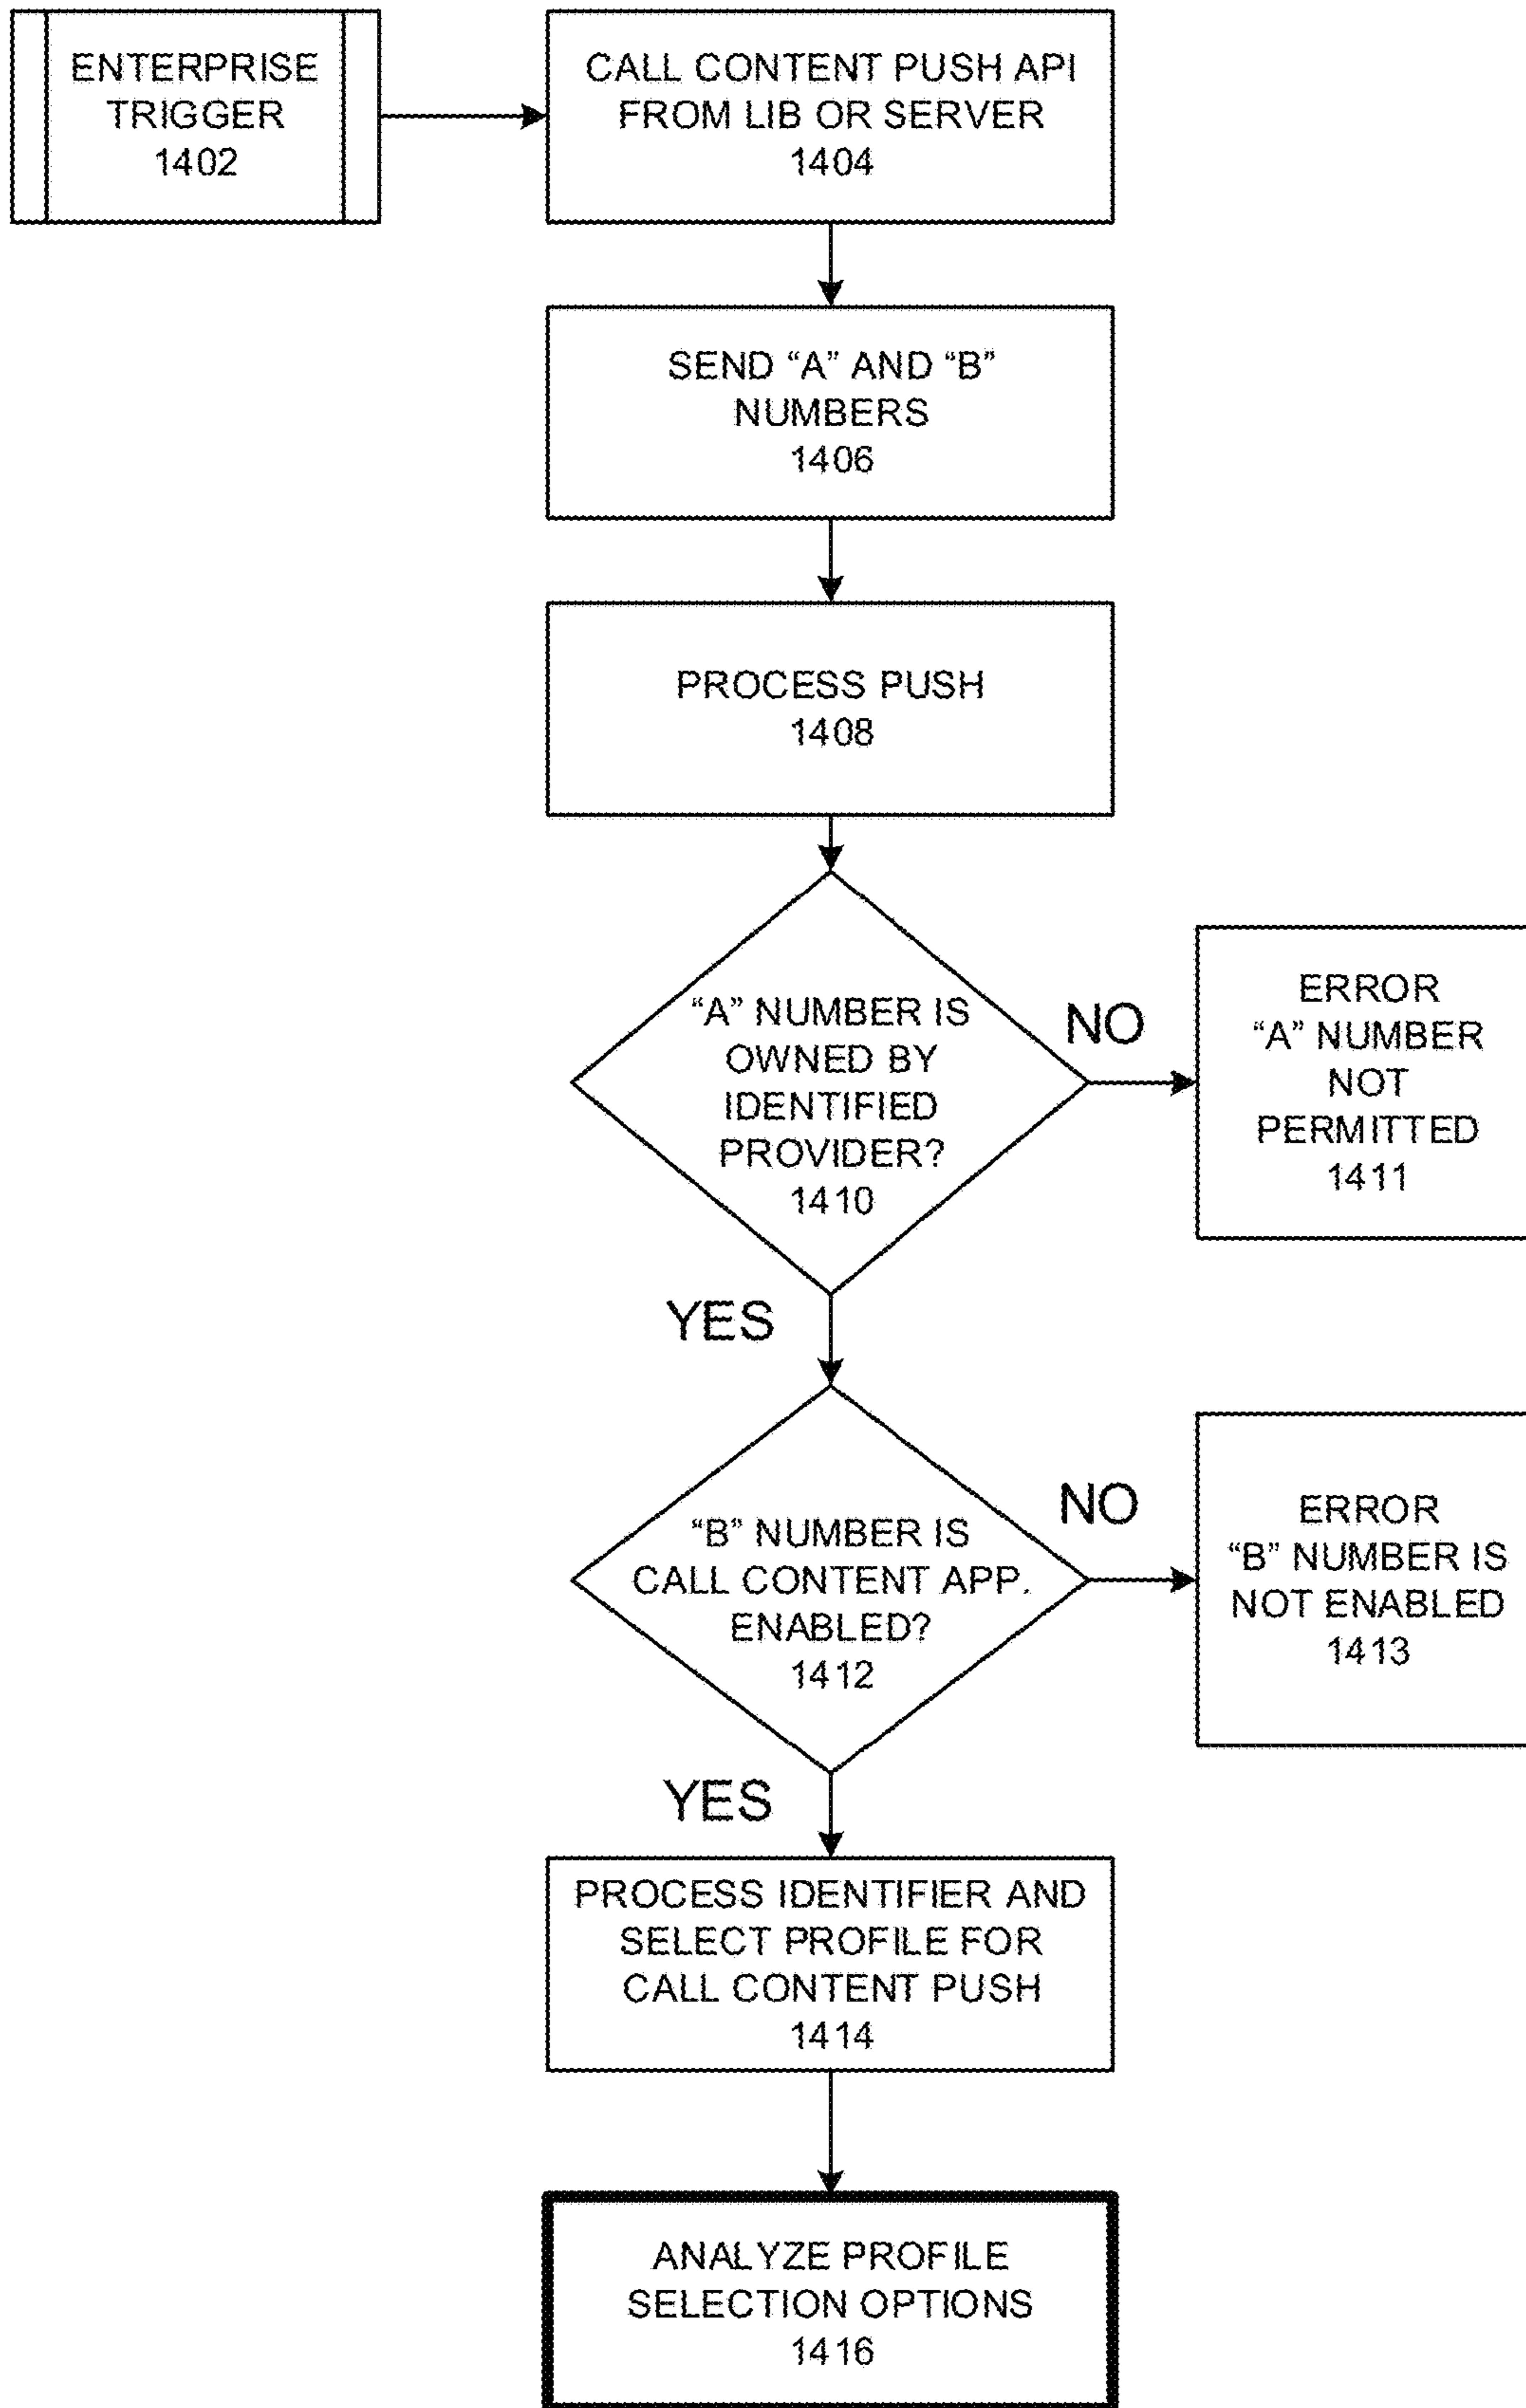 ENTERPRISE
TRIGGER
1402
CALL CONTENT PUSH API
FROM LIB OR SERVER
1404
SEND “A” AND “B”
NUMBERS
1406
PROCESS PUSH
1408
“A” NUMBER IS
OWNED BY
IDENTIFIED
PROVIDER?
1410
NO
ERROR
“A” NUMBER
NOT
PERMITTED
1411
YES
“B” NUMBER IS
CALL CONTENT APP.
ENABLED?
1412
NO
ERROR
“B” NUMBER IS
NOT ENABLED
1413
YES
PROCESS IDENTIFIER AND
SELECT PROFILE FOR
CALL CONTENT PUSH
1414
ANALYZE PROFILE
SELECTION OPTIONS
1416